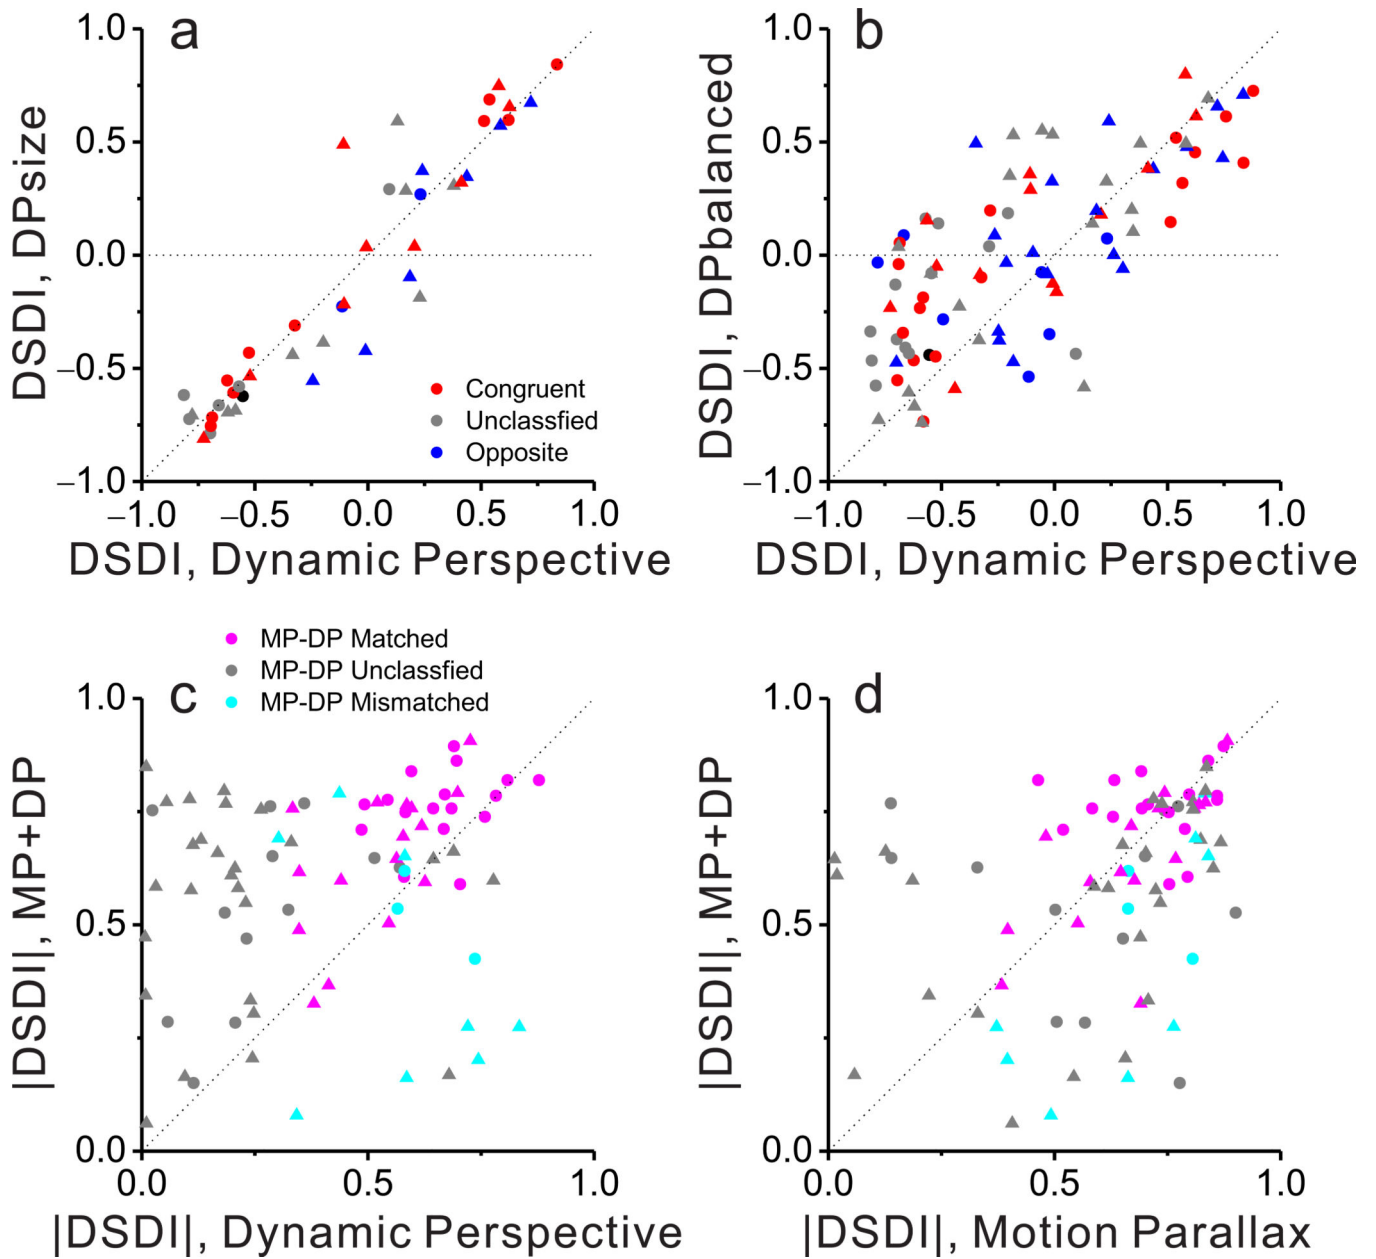 a
1.0
0.5
0.0
−0.5
−1.0
DSDI, DPsize
Congruent
Unclassfied
Opposite
−1.0 −0.5 0.0 0.5 1.0
DSDI, Dynamic Perspective
b
1.0
0.5
0.0
−0.5
−1.0
DSDI, DPbalanced
−1.0 −0.5 0.0 0.5 1.0
DSDI, Dynamic Perspective
MP-DP Matched
MP-DP Unclassfied
MP-DP Mismatched
c
1.0
0.5
0.0
|DSDI|, MP+DP
0.0 0.5 1.0
|DSDI|, Dynamic Perspective
d
1.0
0.5
0.0
|DSDI|, MP+DP
0.0 0.5 1.0
|DSDI|, Motion Parallax